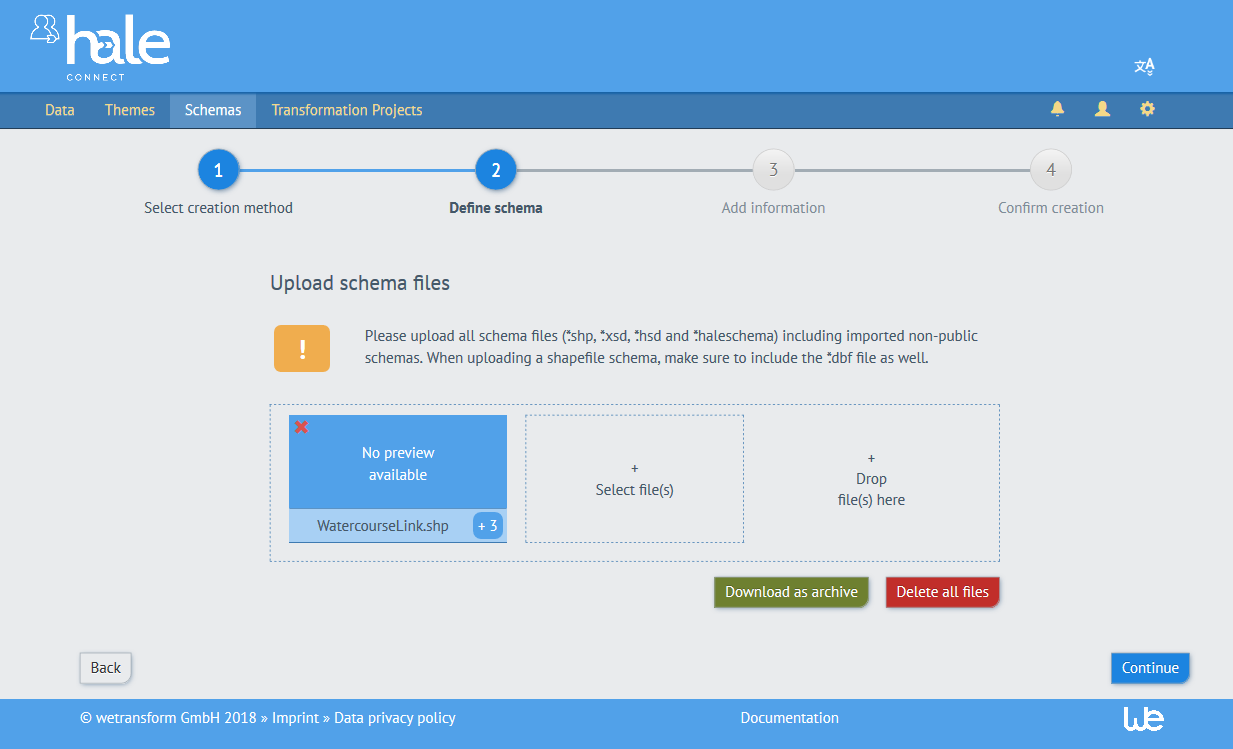 hale
CONNECT
文A
Data Themes Schemas Transformation Projects
1 2 3 4
Select creation method Define schema Add information Confirm creation
Upload schema files
! Please upload all schema files (*.shp, *.xsd, *.hsd and *.haleschema) including imported non-public
schemas. When uploading a shapefile schema, make sure to include the *.dbf file as well.
No preview
available
WatercourseLink.shp + 3
+
Select file(s)
+
Drop
file(s) here
Download as archive Delete all files
Back Continue
© wetransform GmbH 2018 » Imprint » Data privacy policy Documentation we